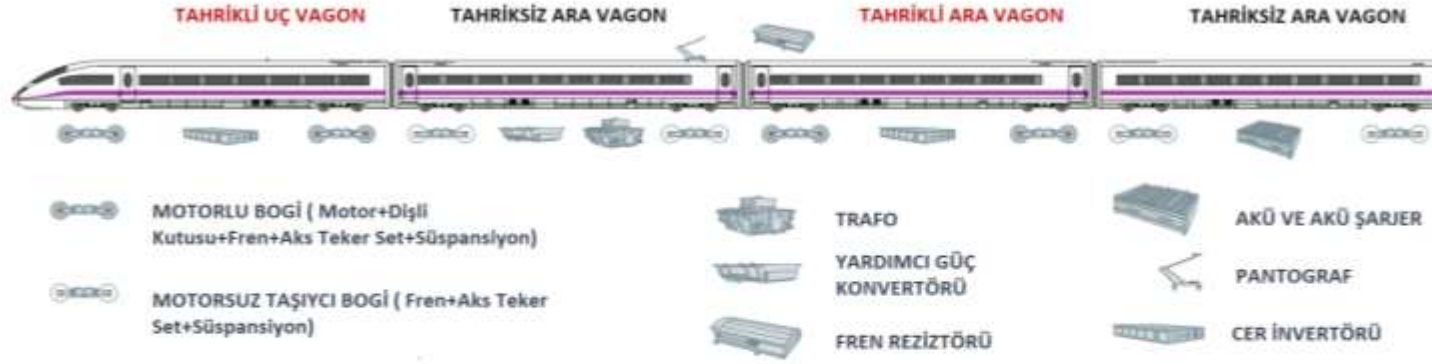 TAHRİKLİ UÇ VAGON
TAHRİKSİZ ARA VAGON
TAHRİKLİ ARA VAGON
TAHRİKSİZ ARA VAGON
MOTORLU BOGİ ( Motor+Dişli
Kutusu+Fren+Aks Teker Set+Süspansiyon)
MOTORSUZ TAŞIYCI BOGİ ( Fren+Aks Teker
Set+Süspansiyon)
TRAFO
YARDIMCI GÜÇ
KONVERTÖRÜ
FREN REZİZTÖRÜ
AKÜ VE AKÜ ŞARJER
PANTOGRAF
CER İNVERTÖRÜ